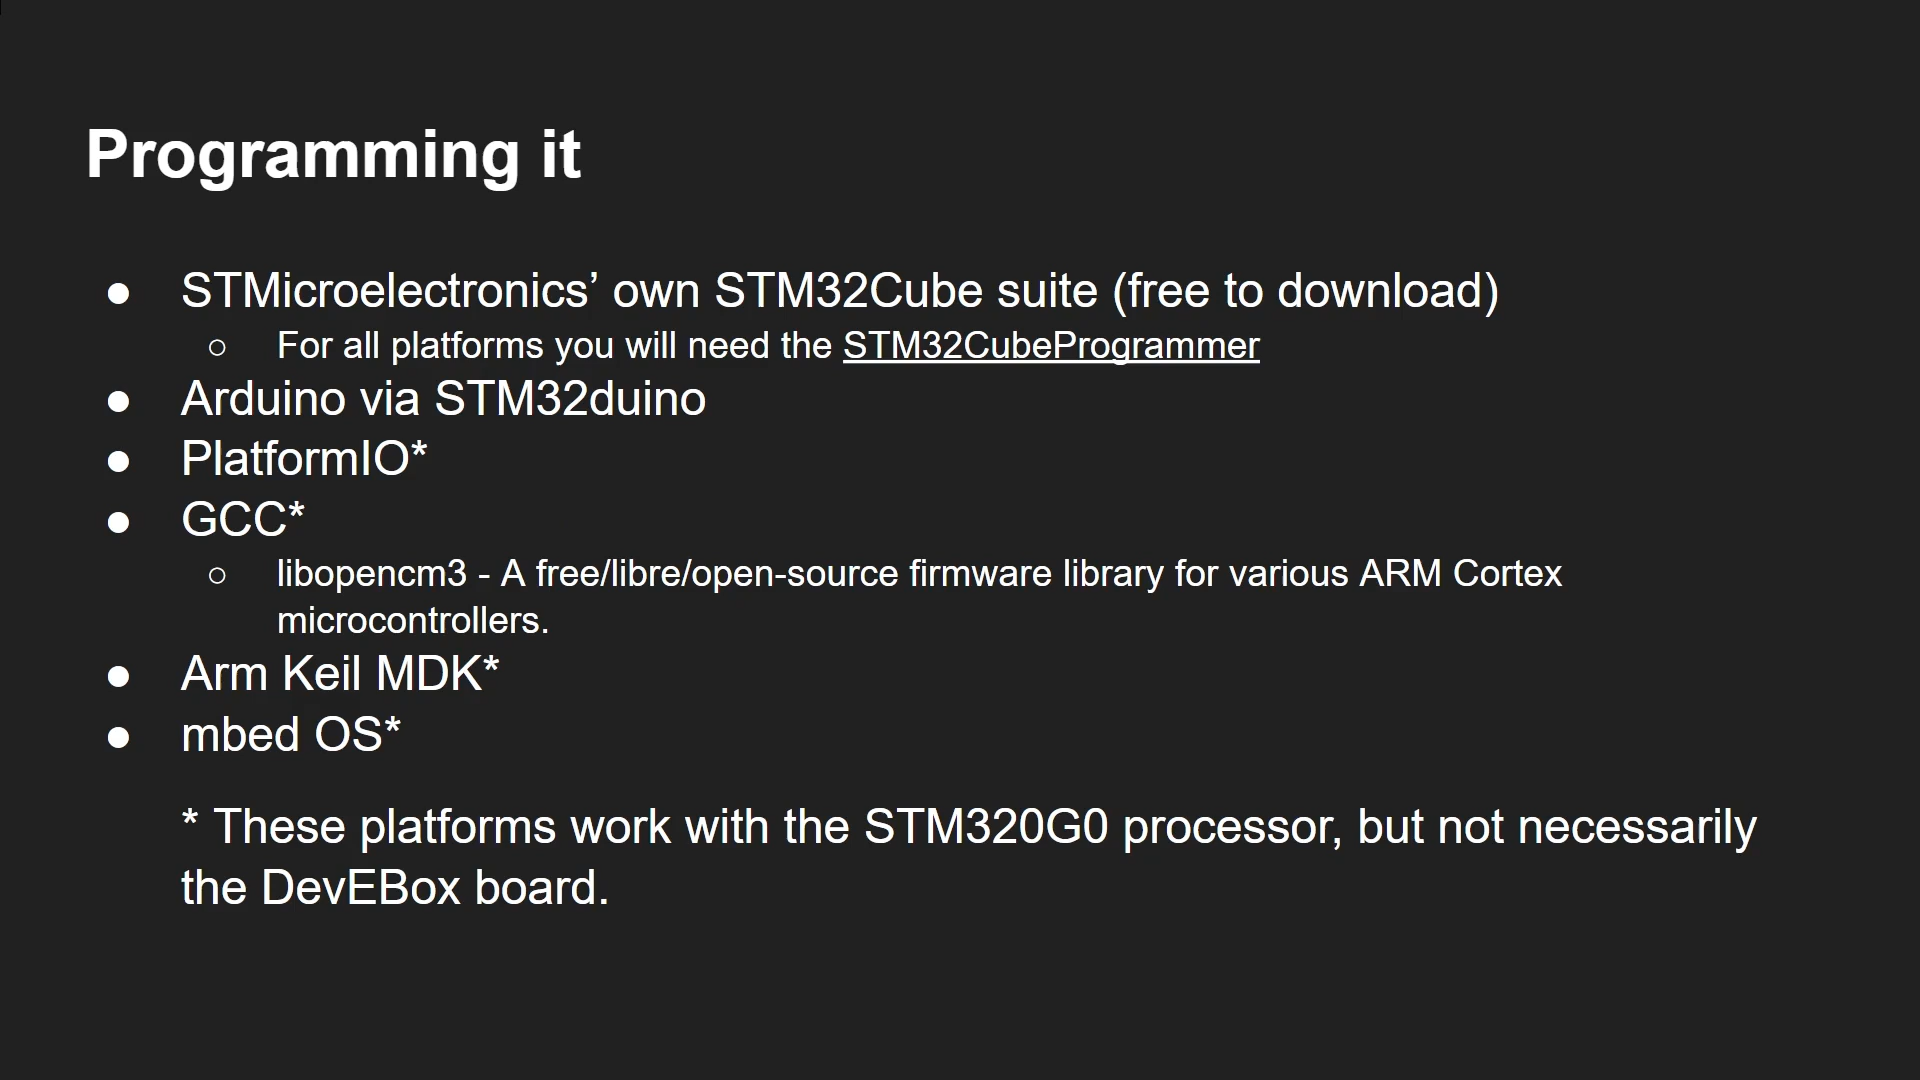 Programming it
● STMicroelectronics’ own STM32Cube suite (free to download)
○ For all platforms you will need the STM32CubeProgrammer
● Arduino via STM32duino
● PlatformIO*
● GCC*
○ libopencm3 - A free/libre/open-source firmware library for various ARM Cortex
microcontrollers.
● Arm Keil MDK*
● mbed OS*
* These platforms work with the STM320G0 processor, but not necessarily
the DevEBox board.